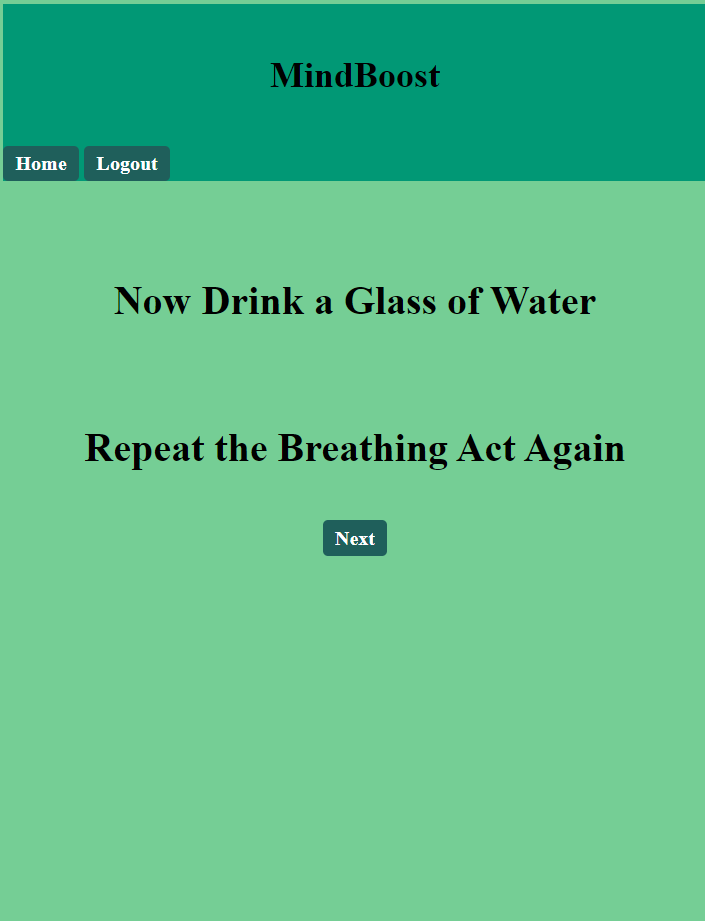 MindBoost
Home Logout
Now Drink a Glass of Water
Repeat the Breathing Act Again
Next